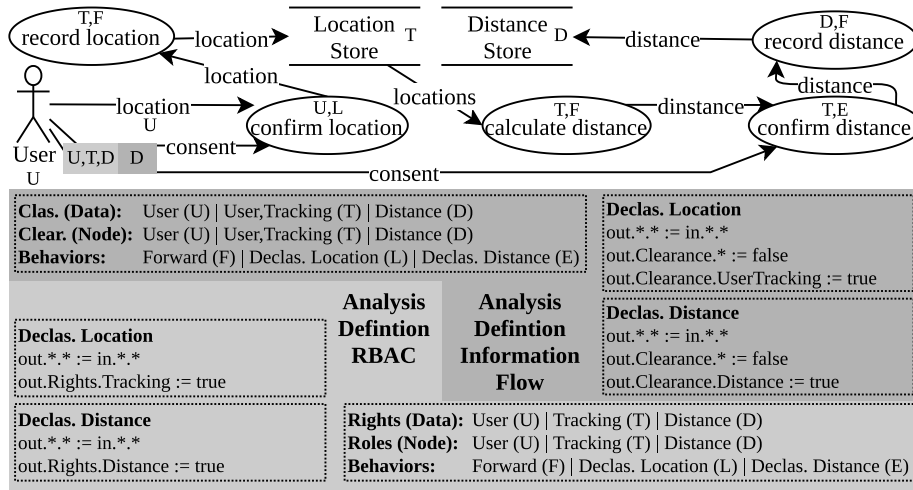 T,F
record location
location
Location
Store
T
Distance
Store
D
distance
D,F
record distance
location
locations
distance
location
U
U,L
confirm location
T,F
calculate distance
dinstance
T,E
confirm distance
User
U
U,T,D
D
consent
consent
Clas. (Data): User (U) | User,Tracking (T) | Distance (D)
Clear. (Node): User (U) | User,Tracking (T) | Distance (D)
Behaviors: Forward (F) | Declas. Location (L) | Declas. Distance (E)
Declas. Location
out.*.* := in.*.*
out.Clearance.* := false
out.Clearance.UserTracking := true
Analysis
Defintion
RBAC
Analysis
Defintion
Information
Flow
Declas. Distance
out.*.* := in.*.*
out.Clearance.* := false
out.Clearance.Distance := true
Declas. Location
out.*.* := in.*.*
out.Rights.Tracking := true
Declas. Distance
out.*.* := in.*.*
out.Rights.Distance := true
Rights (Data): User (U) | Tracking (T) | Distance (D)
Roles (Node): User (U) | Tracking (T) | Distance (D)
Behaviors: Forward (F) | Declas. Location (L) | Declas. Distance (E)